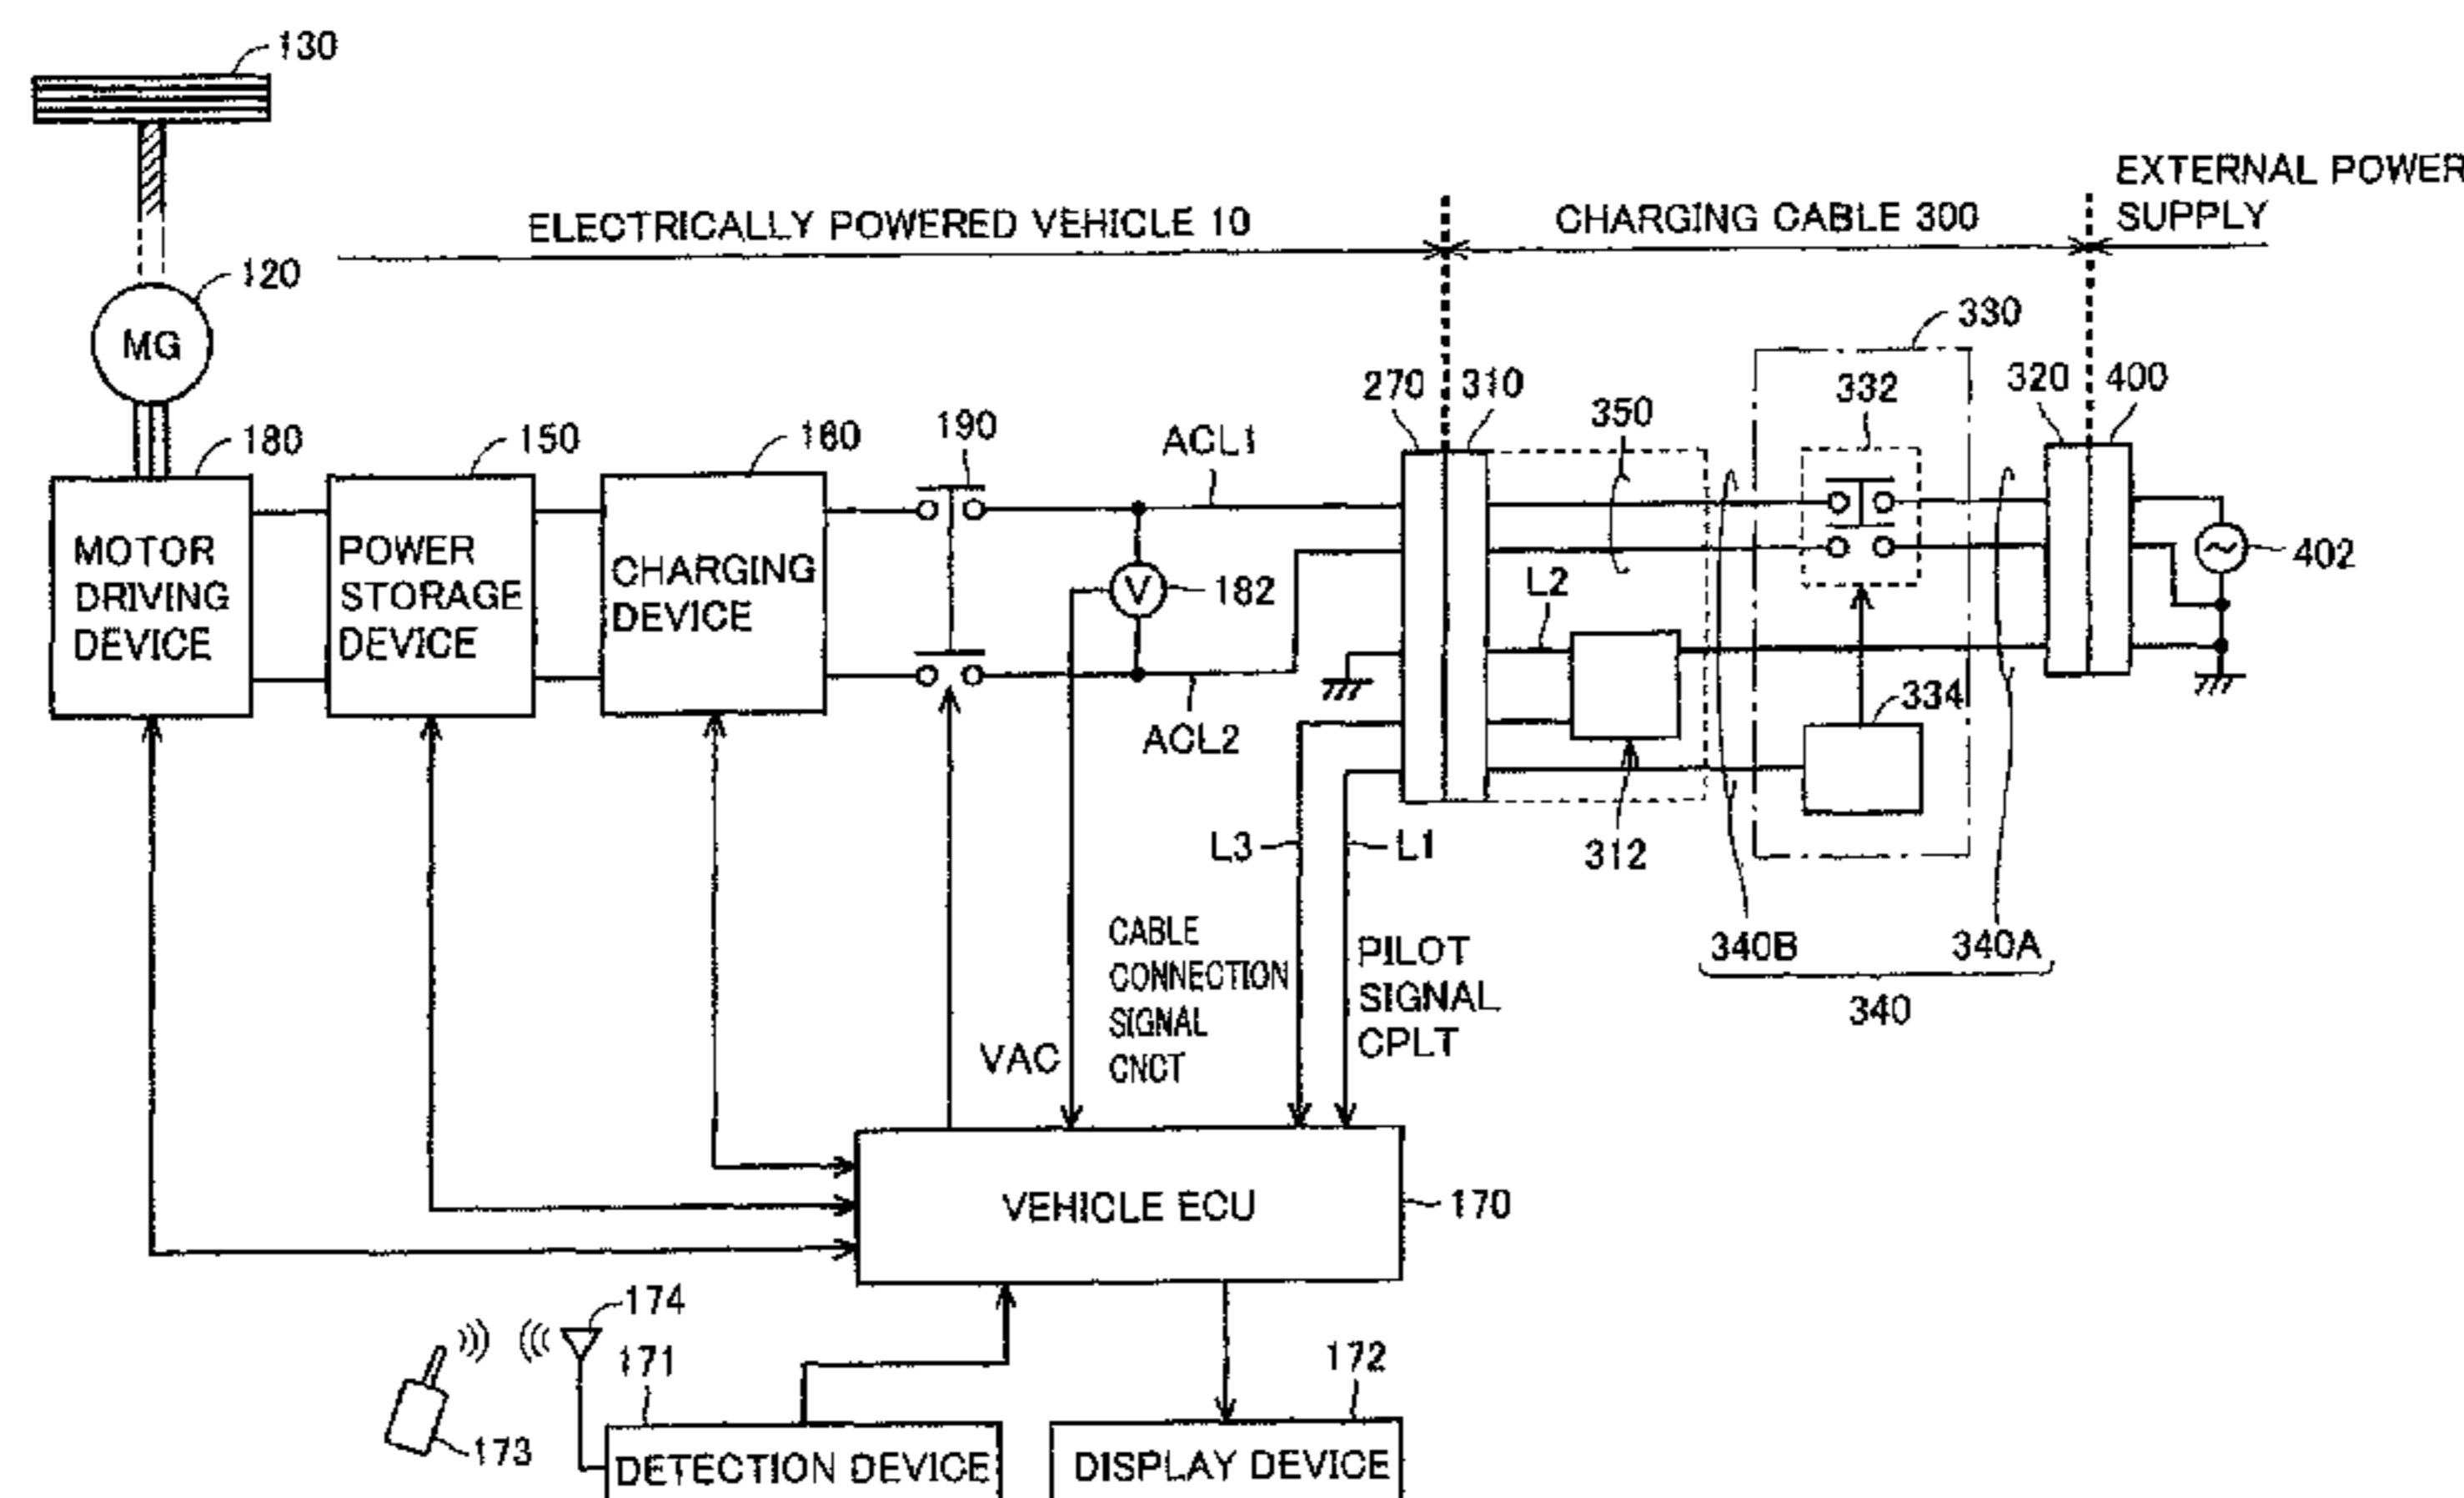 130
EXTERNAL POWER
SUPPLY
ELECTRICALLY POWERED VEHICLE 10
CHARGING CABLE 300
120
MG
330
270
310
350
332
320
400
180
150
160
190
ACL1
MOTOR
DRIVING
DEVICE
POWER
STORAGE
DEVICE
CHARGING
DEVICE
V
182
L2
402
ACL2
334
L3
L1
312
CABLE
CONNECTION
SIGNAL
CNCT
PILOT
SIGNAL
CPLT
340B
340A
340
VAC
VEHICLE ECU
170
174
171
172
173
DETECTION DEVICE
DISPLAY DEVICE